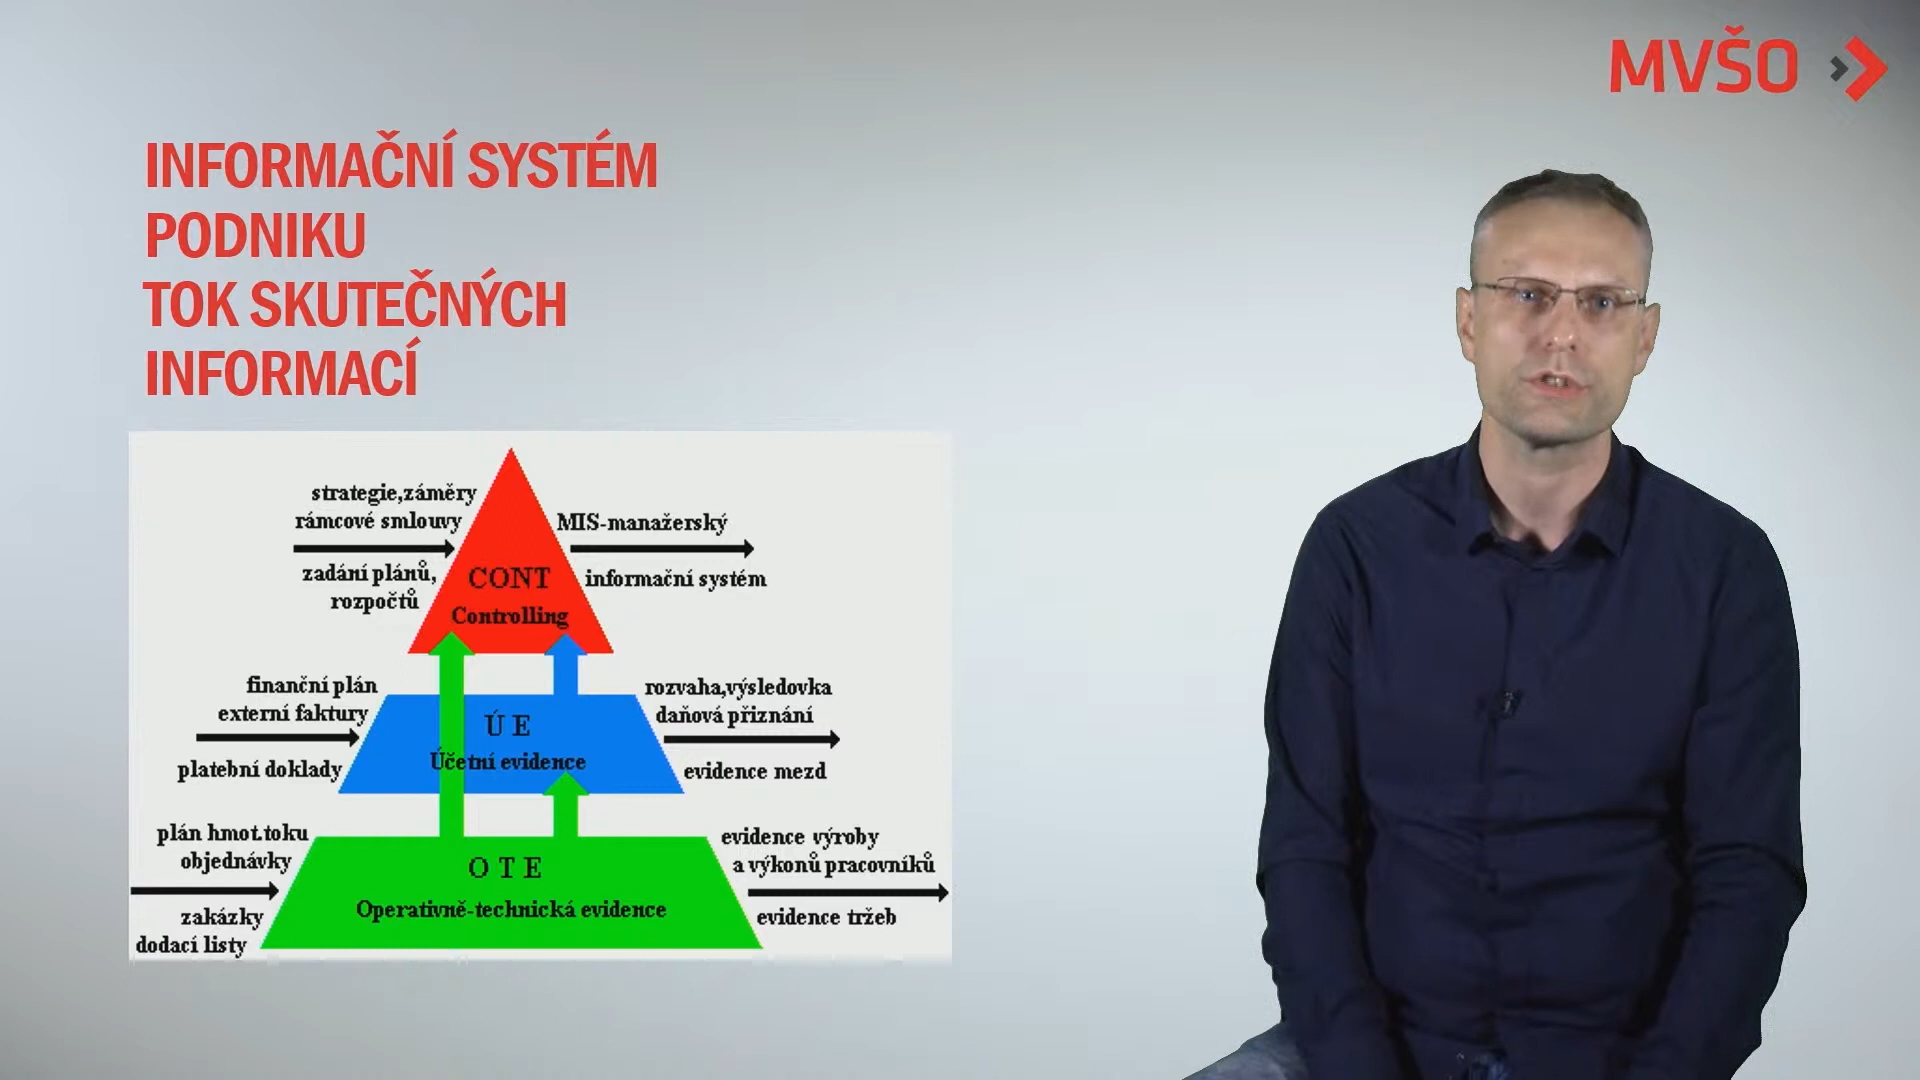 MVŠO
INFORMAČNÍ SYSTÉM
PODNIKU
TOK SKUTEČNÝCH
INFORMACÍ
strategie,záměry
rámcové smlouvy
zadání plánů,
rozpočtů
CONT
Controlling
MIS-manažerský
informační systém
finanční plán
externí faktury
platební doklady
Ú E
Účetní evidence
rozvaha,výsledovka
daňová přiznání
evidence mezd
plán hmot.toku
objednávky
zakázky
dodací listy
O T E
Operativně-technická evidence
evidence výroby
a výkonů pracovníků
evidence tržeb